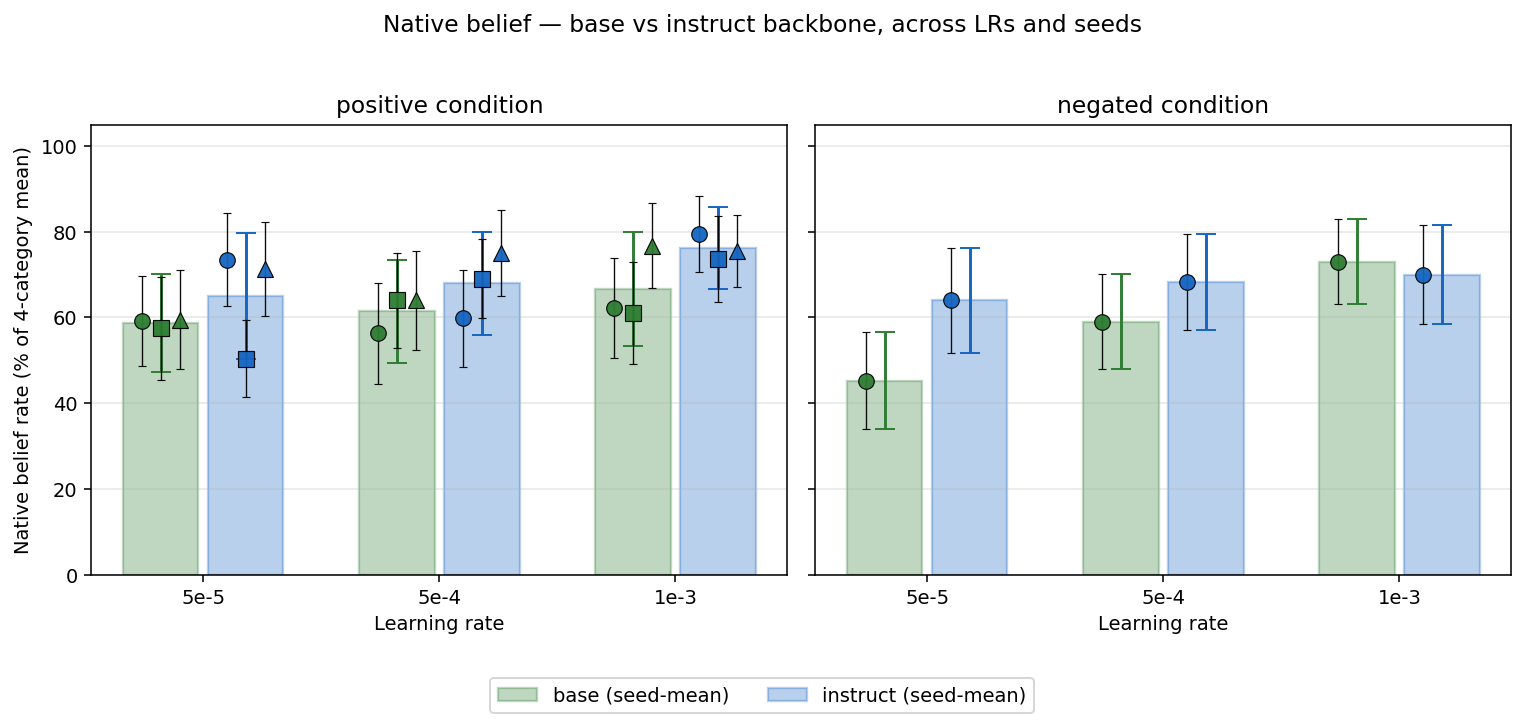 Native belief — base vs instruct backbone, across LRs and seeds
positive condition
negated condition
Native belief rate (% of 4-category mean)
100
80
60
40
20
0
5e-5
5e-4
1e-3
5e-5
5e-4
1e-3
Learning rate
Learning rate
base (seed-mean)
instruct (seed-mean)